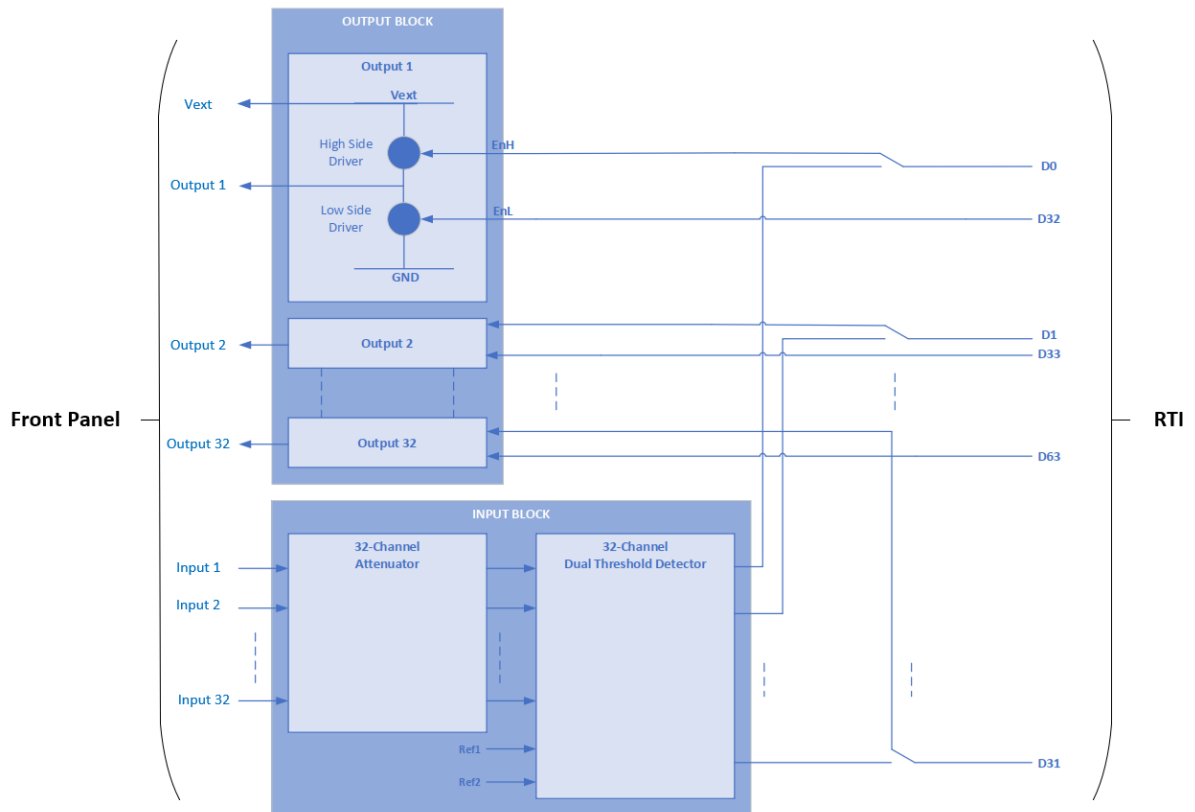 OUTPUT BLOCK
Output 1
Vext
Vext
High Side
Driver
EnH
D0
Output 1
Low Side
Driver
EnL
D32
GND
Output 2
Output 2
D1
D33
Front Panel
RTI
Output 32
Output 32
D63
INPUT BLOCK
32-Channel
Attenuator
32-Channel
Dual Threshold Detector
Input 1
Input 2
Input 32
Ref1
Ref2
D31